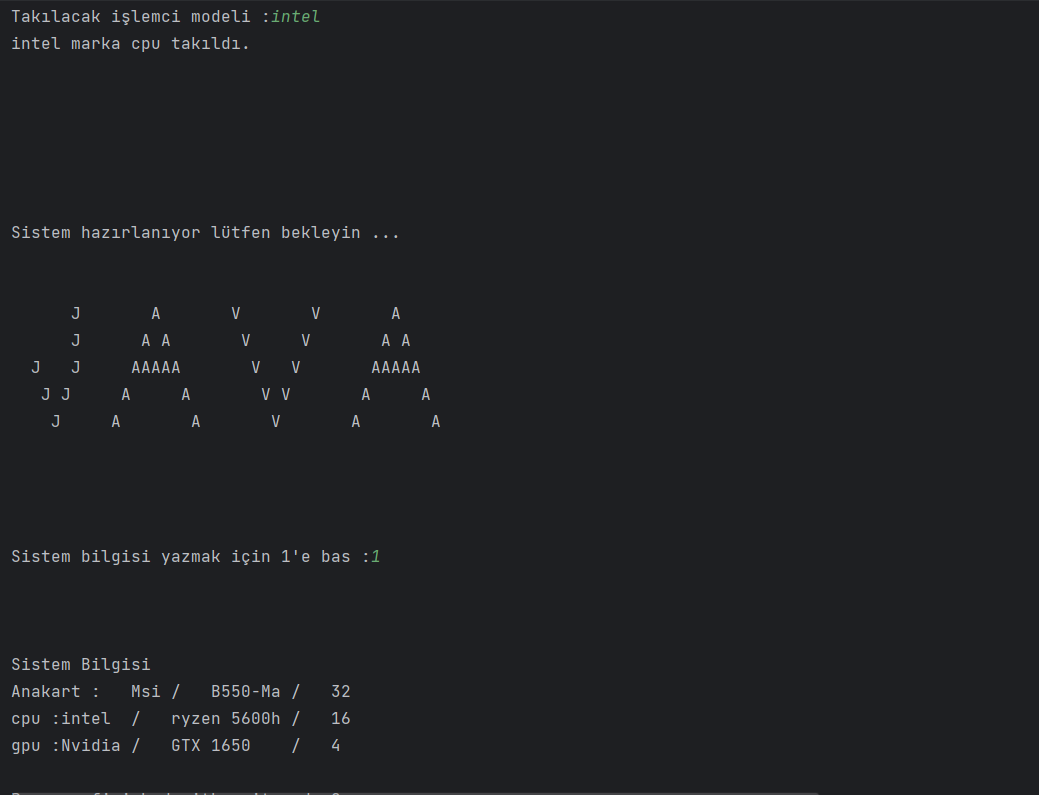 Takılacak işlemci modeli :intel
intel marka cpu takıldı.
Sistem hazırlanıyor lütfen bekleyin ...
      J       A       V       V       A
      J      A A       V     V       A A
  J   J     AAAAA       V   V       AAAAA
   J J     A     A       V V       A     A
    J     A       A       V       A       A
Sistem bilgisi yazmak için 1'e bas :1
Sistem Bilgisi
Anakart :   Msi /   B550-Ma /   32
cpu :intel  /   ryzen 5600h /   16
gpu :Nvidia /   GTX 1650    /   4